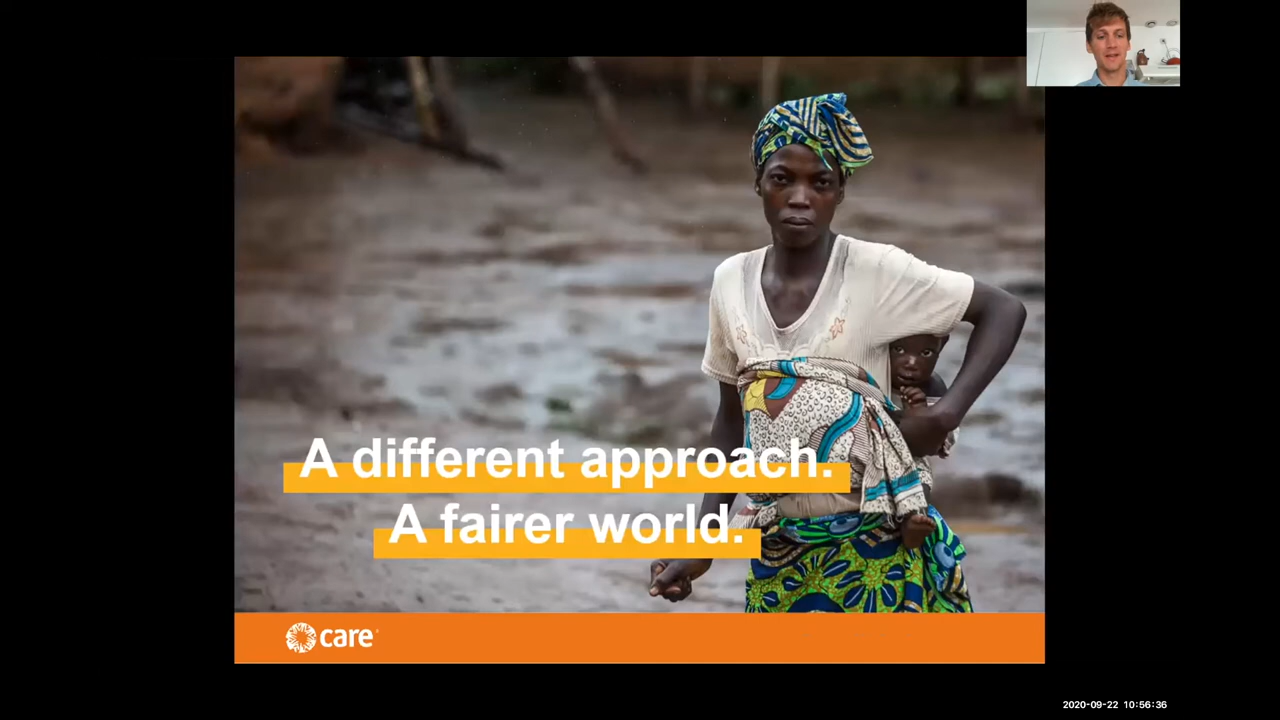 A different approach.
A fairer world.
care
2020-09-22 10:56:36